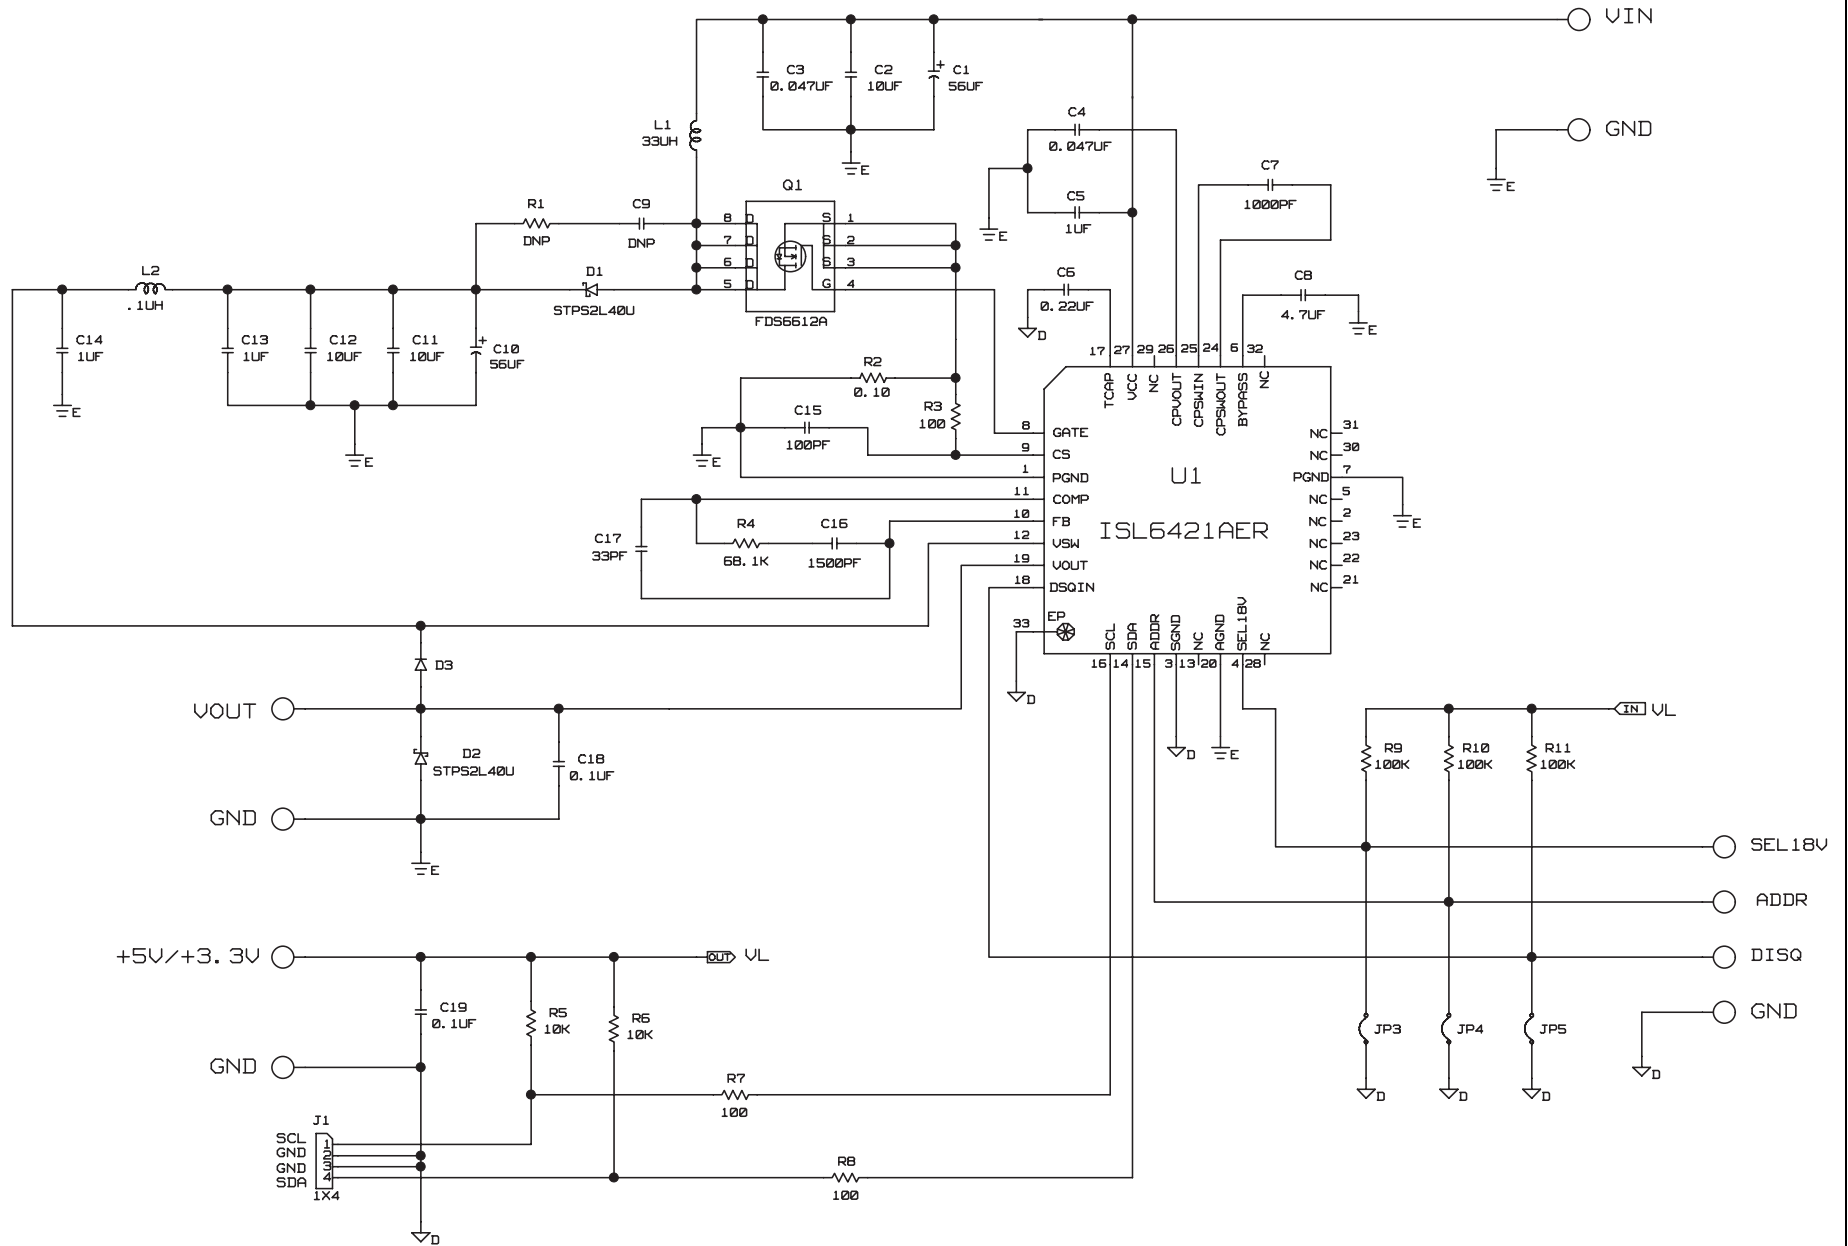 VIN
C3
0.047UF
C2
10UF
+
C1
56UF
L1
33UH
E
C4
0.047UF
GND
E
C7
1000PF
C5
1UF
E
Q1
R1
DNP
C9
DNP
8 D
7 D
6 D
5 D
S 1
S 2
S 3
G 4
FDS6612A
L2
.1UH
D1
STPS2L40U
C6
0.22UF
D
C8
4.7UF
E
C14
1UF
E
C13
1UF
C12
10UF
C11
10UF
+
C10
56UF
E
R2
0.10
R3
100
C15
100PF
E
17 27 29 26 25 24 6 32
TCAP
VCC
NC
CPVOUT
CPSWIN
CPSWOUT
BYPASS
NC
8 GATE
9 CS
1 PGND
11 COMP
10 FB
12 VSW
19 VOUT
18 DSQIN
33 EP
D
U1
ISL6421AER
NC 31
NC 30
PGND 7
NC 5
NC 2
NC 23
NC 22
NC 21
E
SCL
SDA
ADDR
SGND
NC
AGND
SEL18V
NC
16 14 15 3 13 20 4 28
D
E
C17
33PF
R4
68.1K
C16
1500PF
D3
VOUT
D2
STPS2L40U
C18
0.1UF
GND
E
IN VL
R9
100K
R10
100K
R11
100K
SEL18V
ADDR
DISQ
GND
D
JP3
JP4
JP5
D
D
D
+5V/+3.3V
OUT VL
C19
0.1UF
R5
10K
R6
10K
GND
R7
100
J1
SCL 1
GND 2
GND 3
SDA 4
1X4
R8
100
D